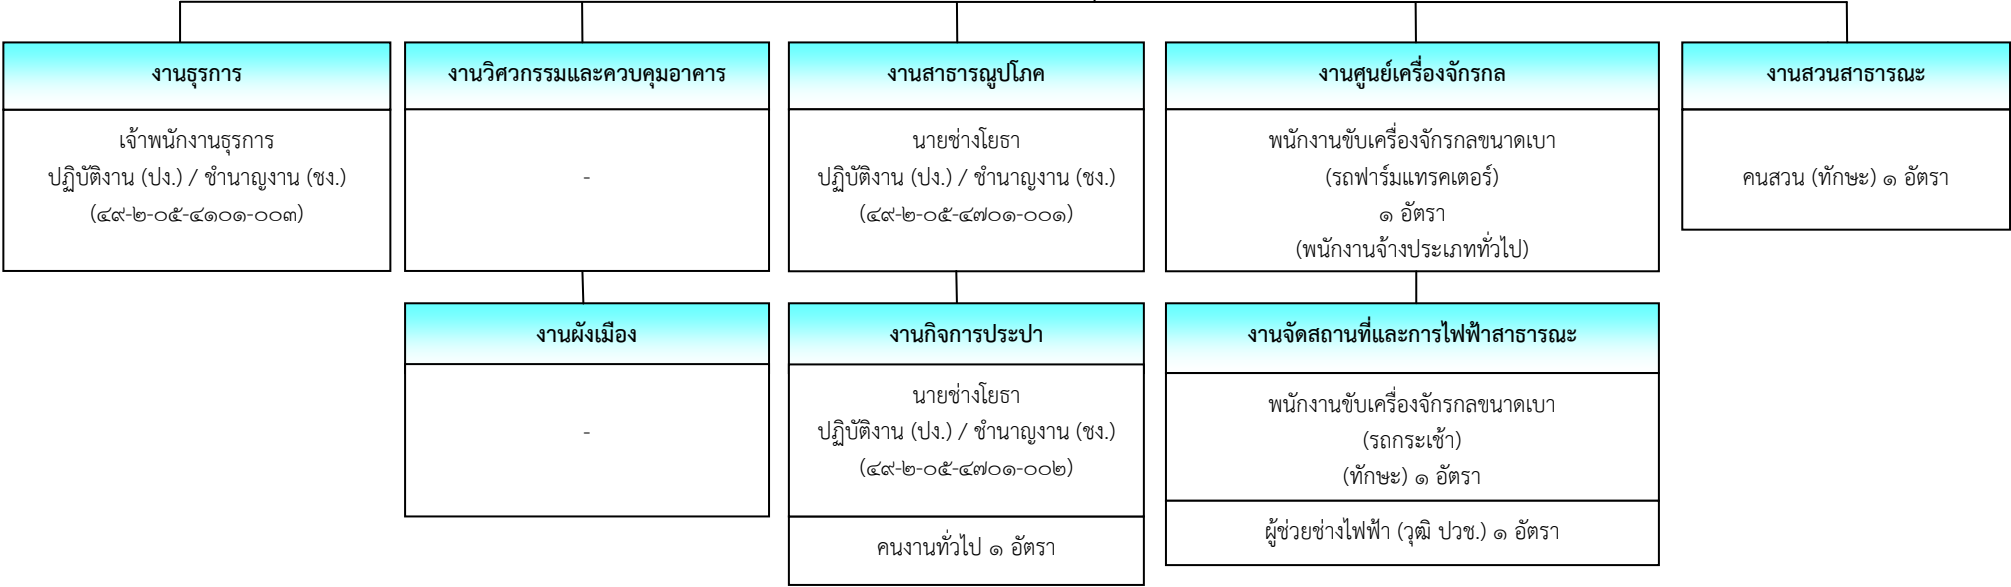 งานธุรการ
เจ้าพนักงานธุรการ
ปฏิบัติงาน (ปง.) / ชำนาญงาน (ชง.)
(๔๙-๒-๐๕-๔๑๐๑-๐๐๓)
งานวิศวกรรมและควบคุมอาคาร
-
งานผังเมือง
-
งานสาธารณูปโภค
นายช่างโยธา
ปฏิบัติงาน (ปง.) / ชำนาญงาน (ชง.)
(๔๙-๒-๐๕-๔๗๐๑-๐๐๑)
งานกิจการประปา
นายช่างโยธา
ปฏิบัติงาน (ปง.) / ชำนาญงาน (ชง.)
(๔๙-๒-๐๕-๔๗๐๑-๐๐๒)
คนงานทั่วไป ๑ อัตรา
งานศูนย์เครื่องจักรกล
พนักงานขับเครื่องจักรกลขนาดเบา
(รถฟาร์มแทรคเตอร์)
๑ อัตรา
(พนักงานจ้างประเภททั่วไป)
งานจัดสถานที่และการไฟฟ้าสาธารณะ
พนักงานขับเครื่องจักรกลขนาดเบา
(รถกระเช้า)
(ทักษะ) ๑ อัตรา
ผู้ช่วยช่างไฟฟ้า (วุฒิ ปวช.) ๑ อัตรา
งานสวนสาธารณะ
คนสวน (ทักษะ) ๑ อัตรา